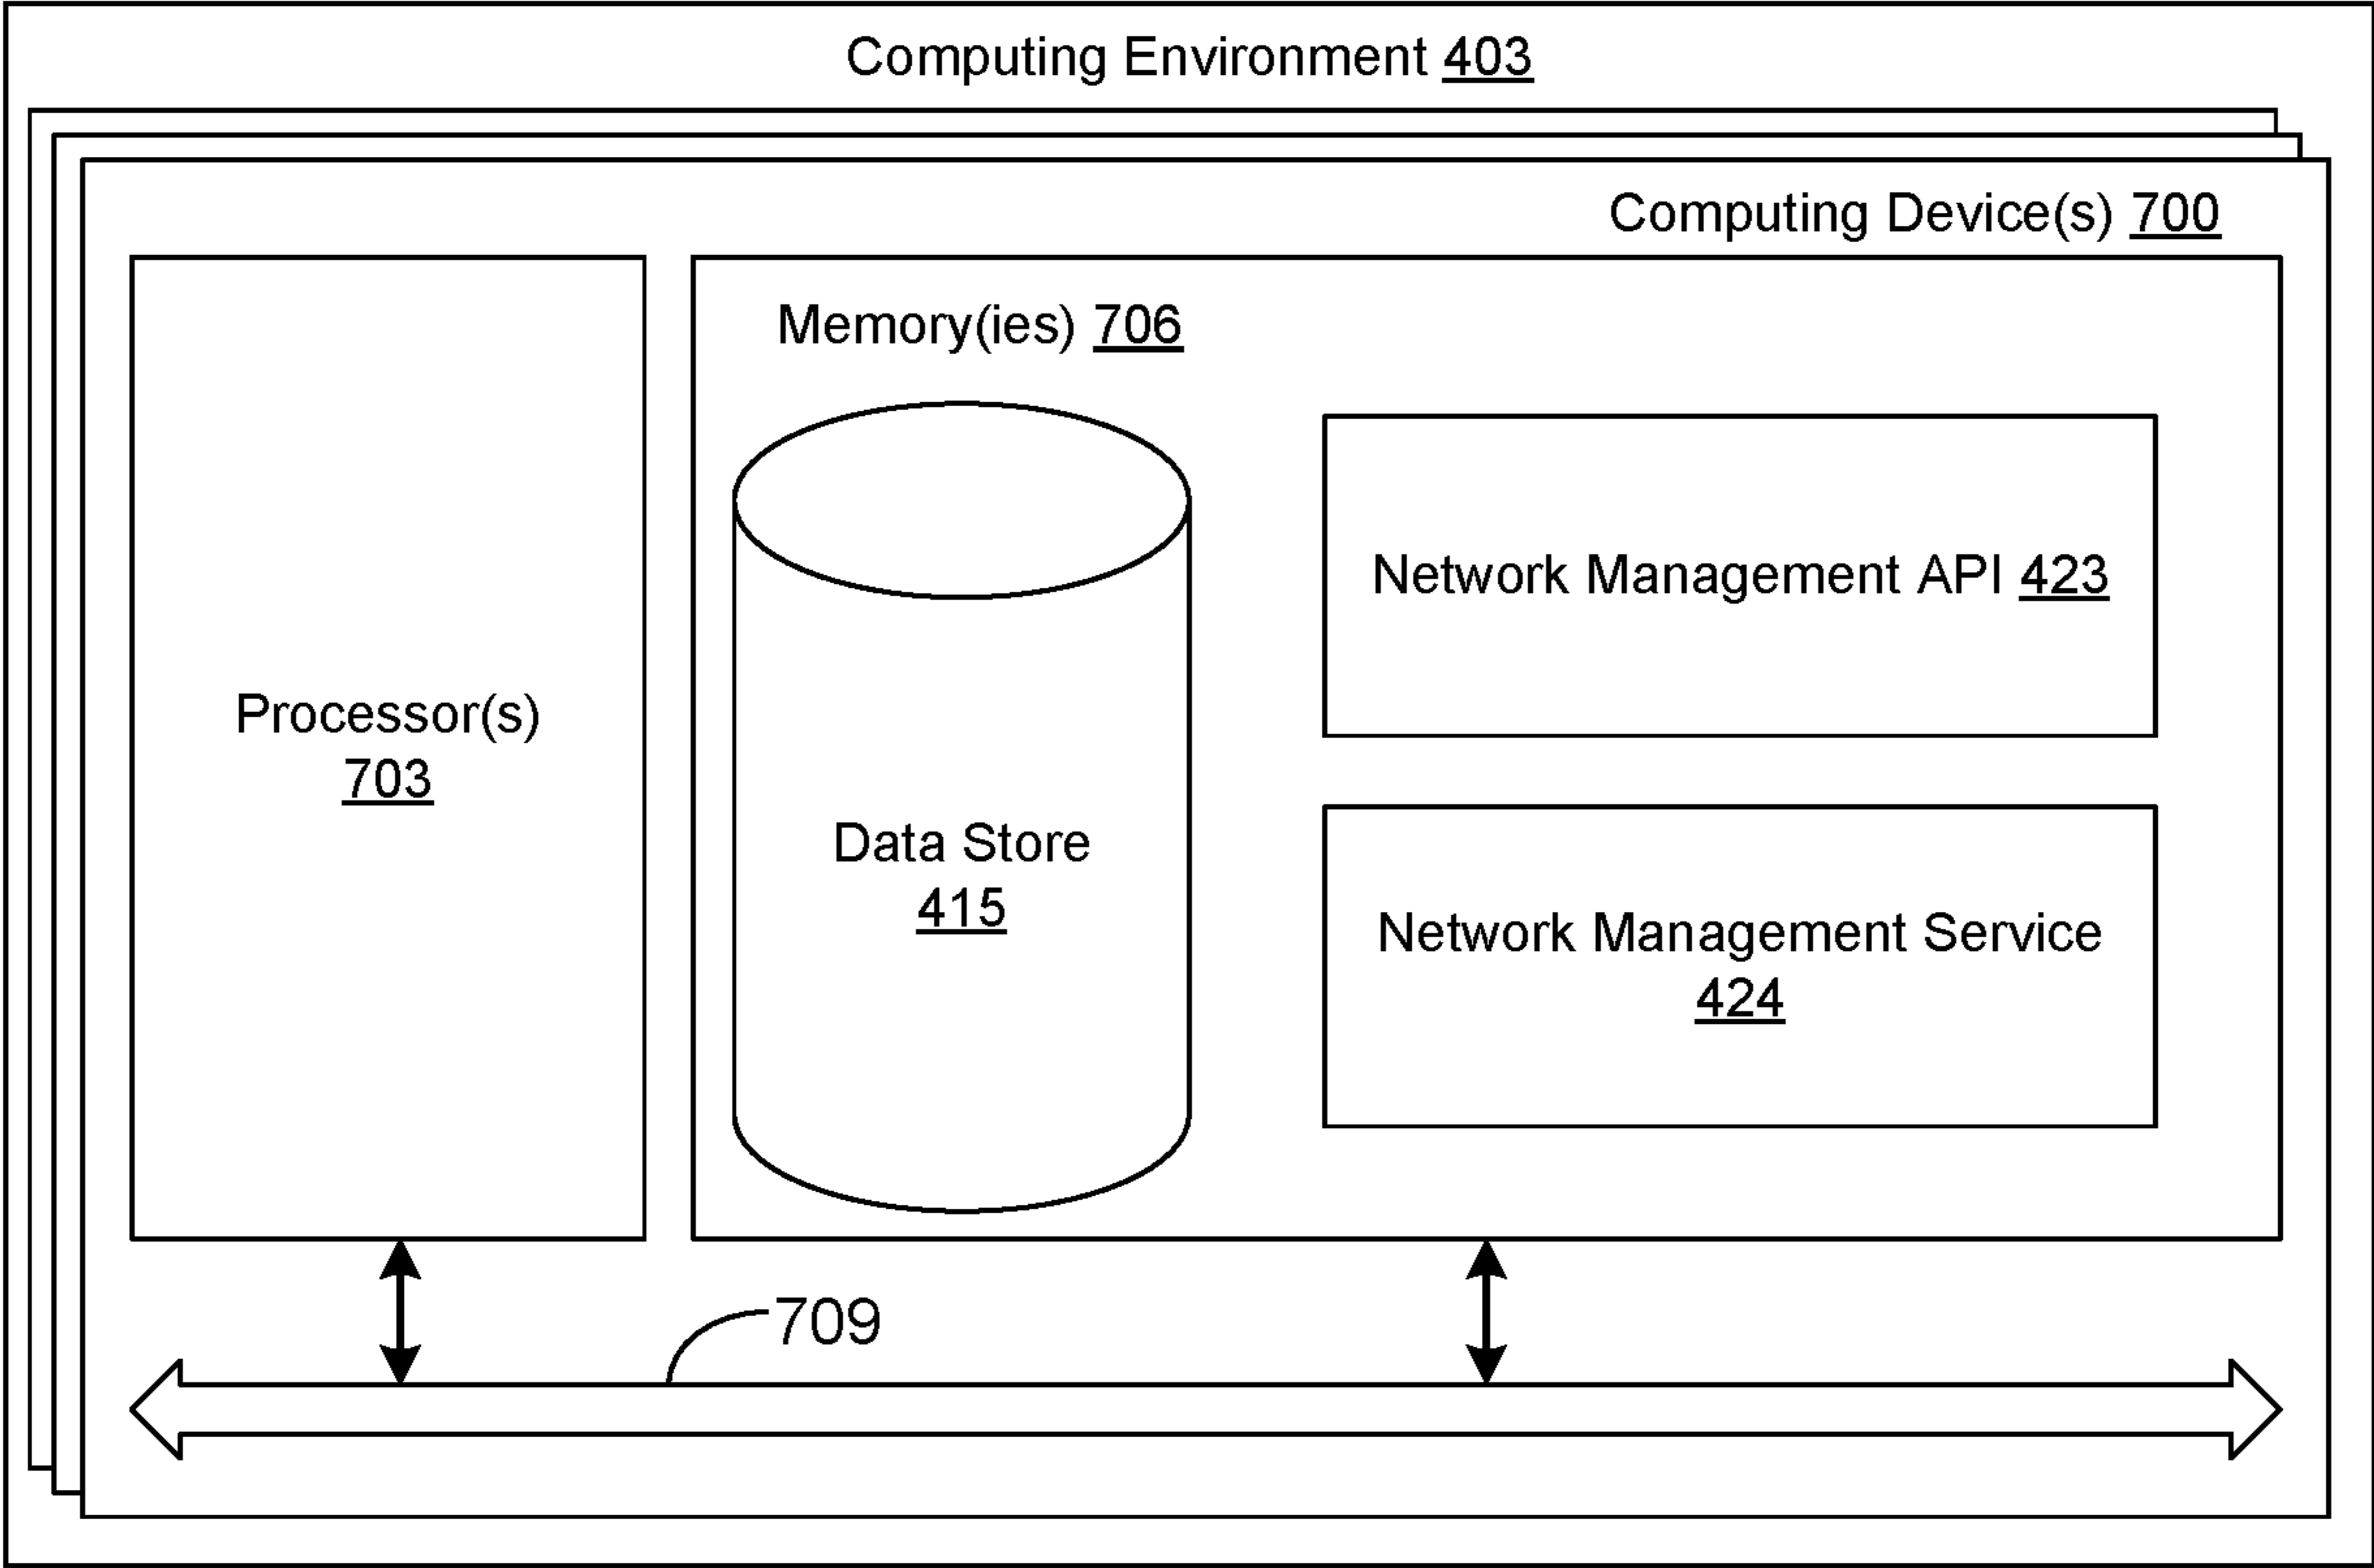 Computing Environment 403
Computing Device(s) 700
Memory(ies) 706
Network Management API 423
Processor(s)
703
Data Store
415
Network Management Service
424
709